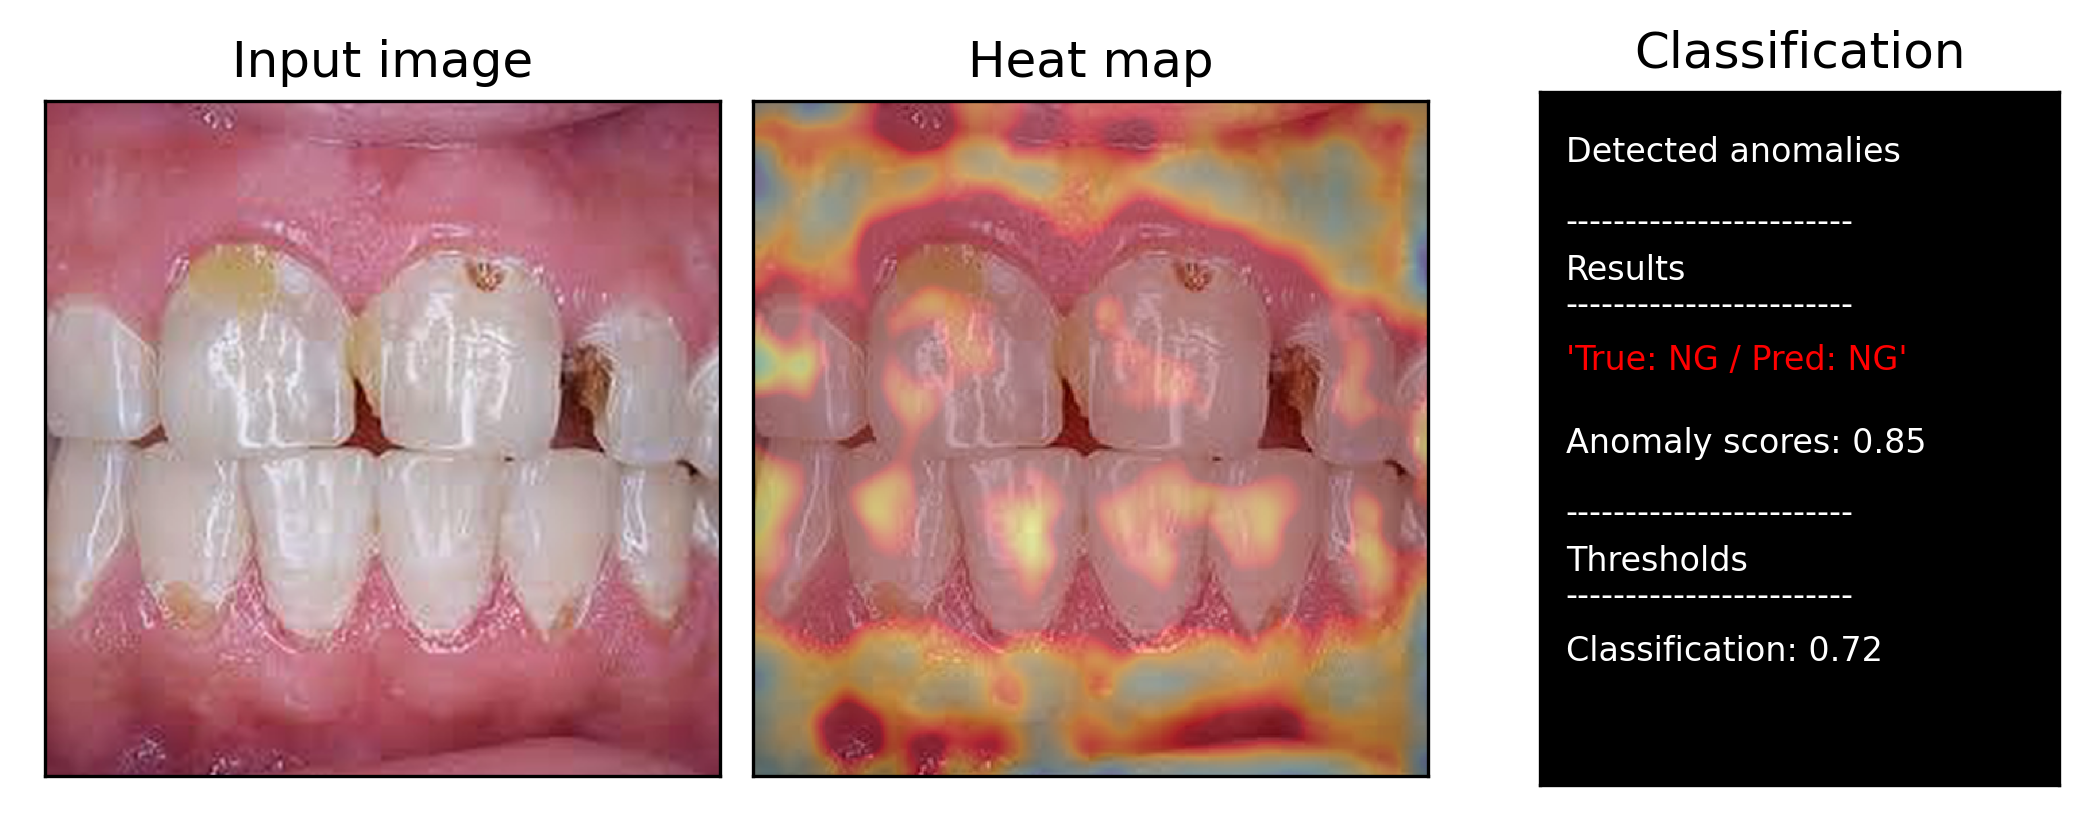 Input image
Heat map
Classification
Detected anomalies
------------------------
Results
------------------------
'True: NG / Pred: NG'
Anomaly scores: 0.85
------------------------
Thresholds
------------------------
Classification: 0.72